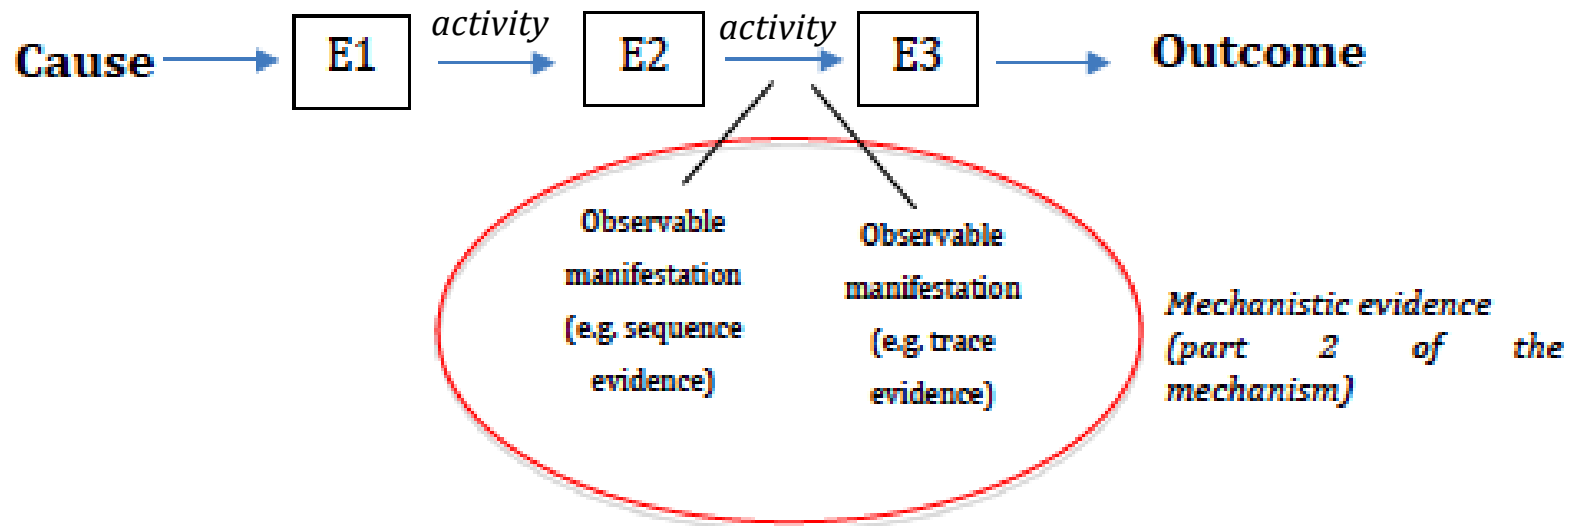 Cause
E1
activity
E2
activity
E3
Outcome
Observable
manifestation
(e.g. sequence
evidence)
Observable
manifestation
(e.g. trace
evidence)
Mechanistic evidence
(part 2 of the
mechanism)